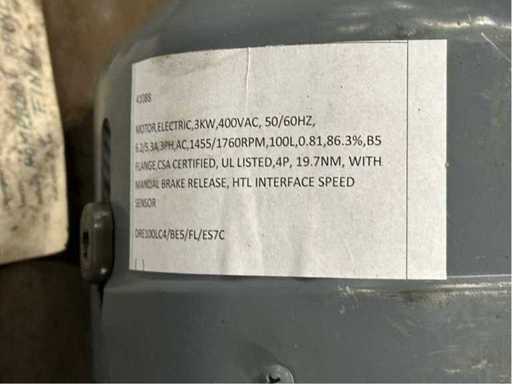 41088
MOTOR,ELECTRIC,3KW,400VAC, 50/60HZ,
6.2/5.3A,3PH,AC,1455/1760RPM,100L,0.81,86.3%,B5
FLANGE,CSA CERTIFIED, UL LISTED,4P, 19.7NM, WITH
MANUAL BRAKE RELEASE, HTL INTERFACE SPEED
SENSOR
DRE100LC4/BE5/FL/ES7C
( )